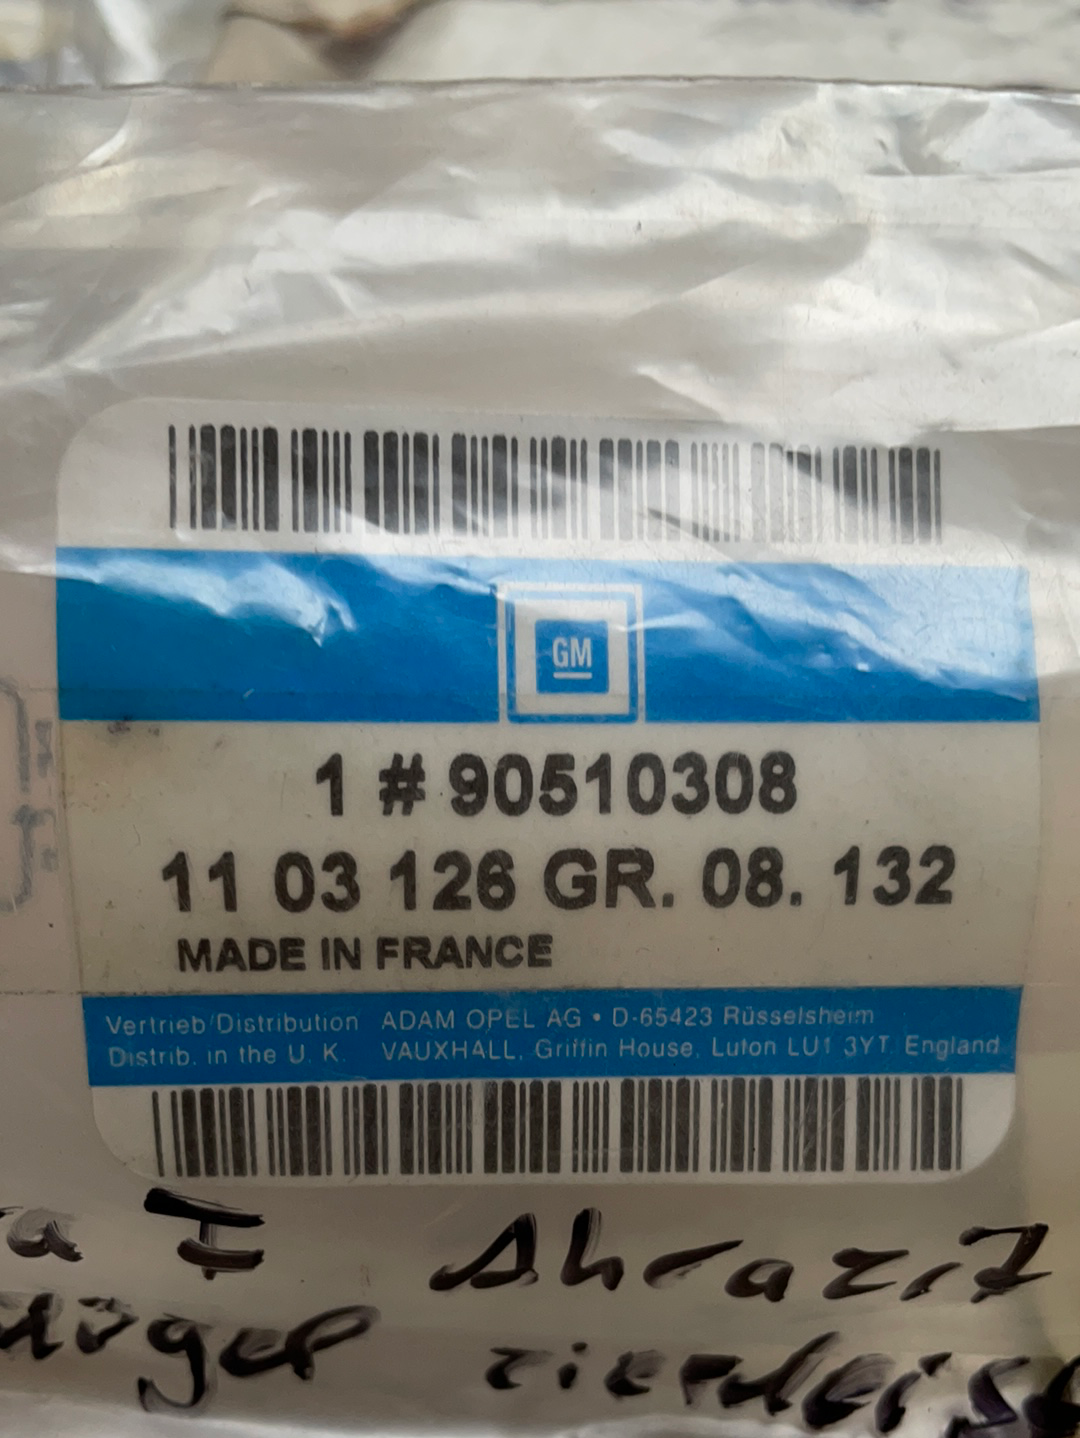 GM
1 # 90510308
11 03 126 GR. 08. 132
MADE IN FRANCE
Vertrieb/Distribution ADAM OPEL AG • D-65423 Rüsselsheim
Distrib. in the U. K. VAUXHALL, Griffin House, Luton LU1 3YT England
I